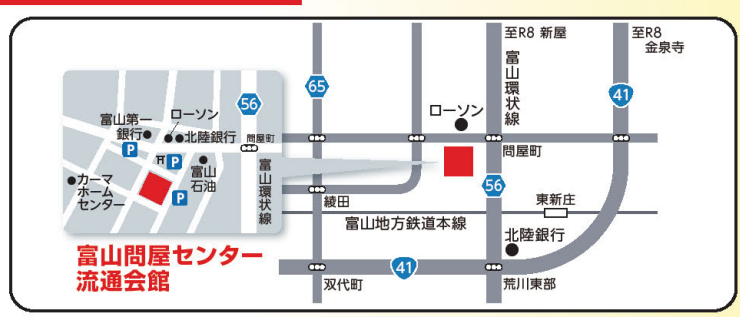 至R8 新屋
至R8
金泉寺
富山環状線
65
41
56
富山第一
銀行
ローソン
北陸銀行
問屋町
P
P
P
富山
石油
富山環状線
カーマ
ホーム
センター
ローソン
問屋町
56
綾田
東新庄
富山地方鉄道本線
北陸銀行
富山問屋センター
流通会館
41
双代町
荒川東部